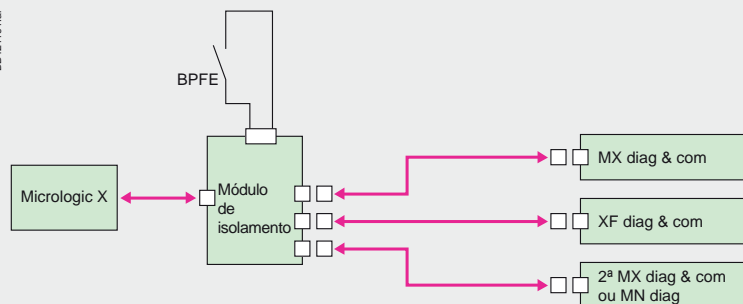 BPFE
Micrologic X
Módulo
de
isolamento
MX diag & com
XF diag & com
2ª MX diag & com
ou MN diag